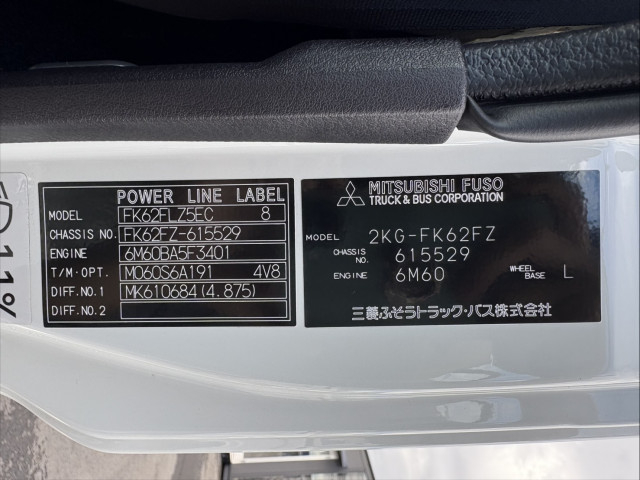 POWER LINE LABEL
MODEL FK62FLZ5EC 8
CHASSIS NO. FK62FZ-615529
ENGINE 6M60BA5F3401
T/M·OPT. M060S6A191 4V8
DIFF.NO.1 MK610684(4.875)
DIFF.NO.2
MITSUBISHI FUSO
TRUCK & BUS CORPORATION
MODEL 2KG-FK62FZ
CHASSIS NO. 615529
ENGINE 6M60 WHEEL BASE L
三菱ふそうトラック・バス株式会社
11%